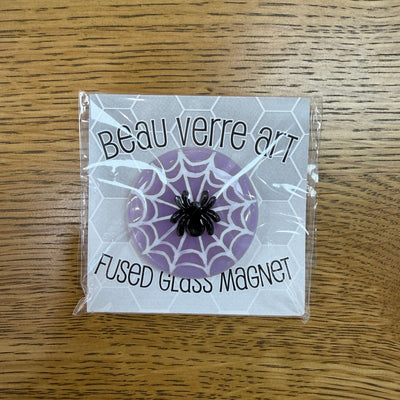 Beau Verre Art
Fused Glass Magnet